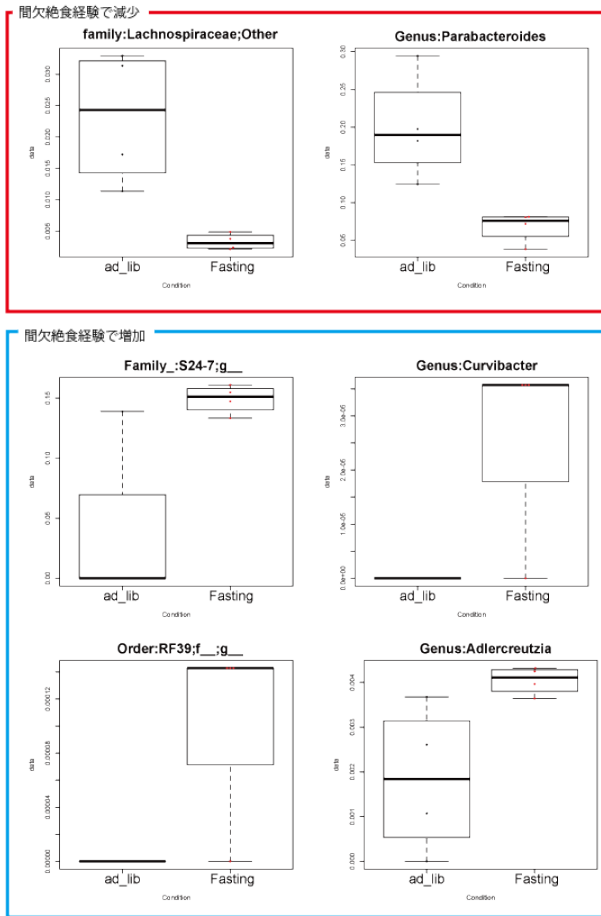 間欠絶食経験で減少
family:Lachnospiraceae;Other
0.030
0.025
0.020
0.015
0.010
0.005
data
ad_lib
Fasting
Condition
Genus:Parabacteroides
0.30
0.25
0.20
0.15
0.10
0.05
data
ad_lib
Fasting
Condition
間欠絶食経験で増加
Family_:S24-7;g__
0.15
0.05
0.00
data
ad_lib
Fasting
Condition
Genus:Curvibacter
3.0e-05
2.0e-05
1.0e-05
0.0e+00
data
ad_lib
Fasting
Condition
Order:RF39;f__;g__
0.00012
0.00008
0.00004
0.00000
data
ad_lib
Fasting
Condition
Genus:Adlercreutzia
0.004
0.003
0.002
0.001
0.000
data
ad_lib
Fasting
Condition